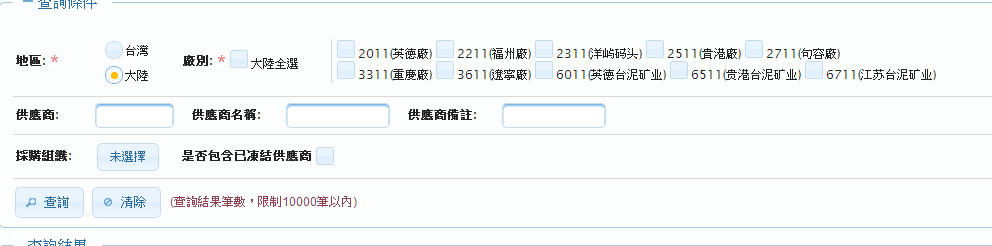 查詢條件
地區: * 台灣 大陸
廠別: * 大陸全選
2011(英德廠) 2211(福州廠) 2311(洋屿码头) 2511(貴港廠) 2711(句容廠)
3311(重慶廠) 3611(遼寧廠) 6011(英德台泥矿业) 6511(贵港台泥矿业) 6711(江苏台泥矿业)
供應商: 供應商名稱: 供應商備註:
採購組織: 未選擇 是否包含已凍結供應商
查詢 清除 (查詢結果筆數，限制10000筆以內)
查詢結果